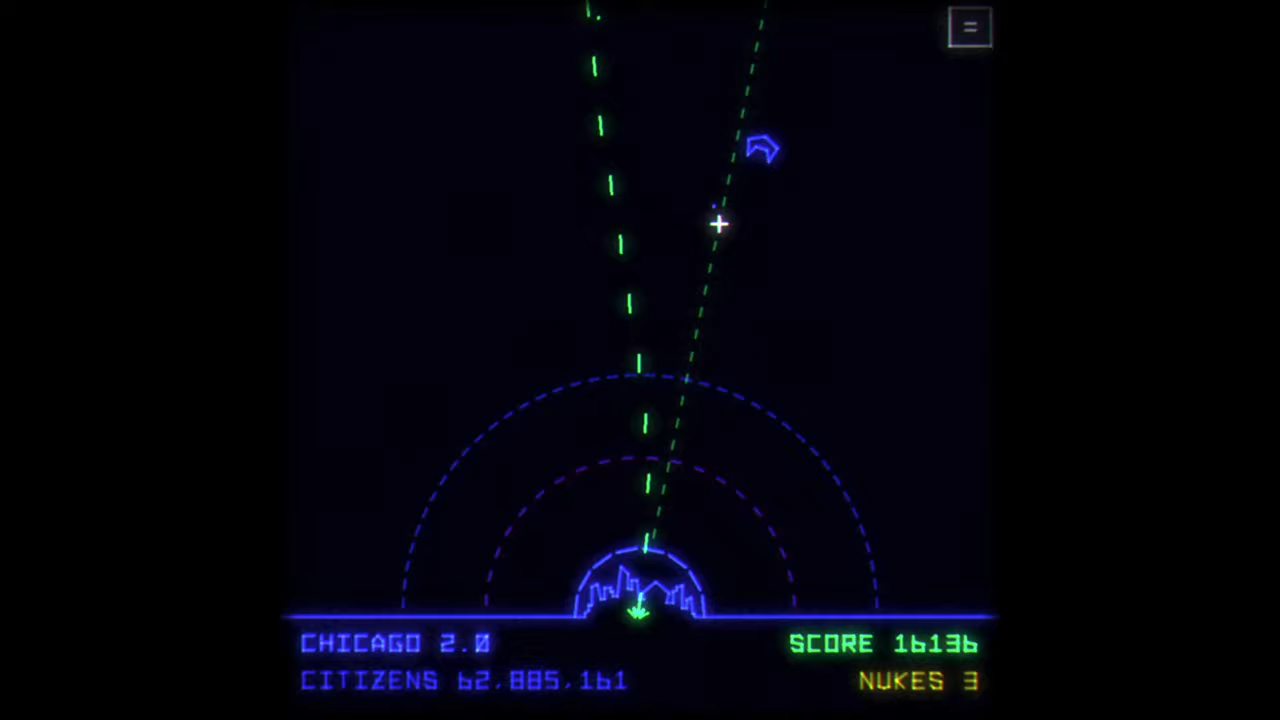 =
CHICAGO 2.0
SCORE 16136
CITIZENS 62,885,161
NUKES 3